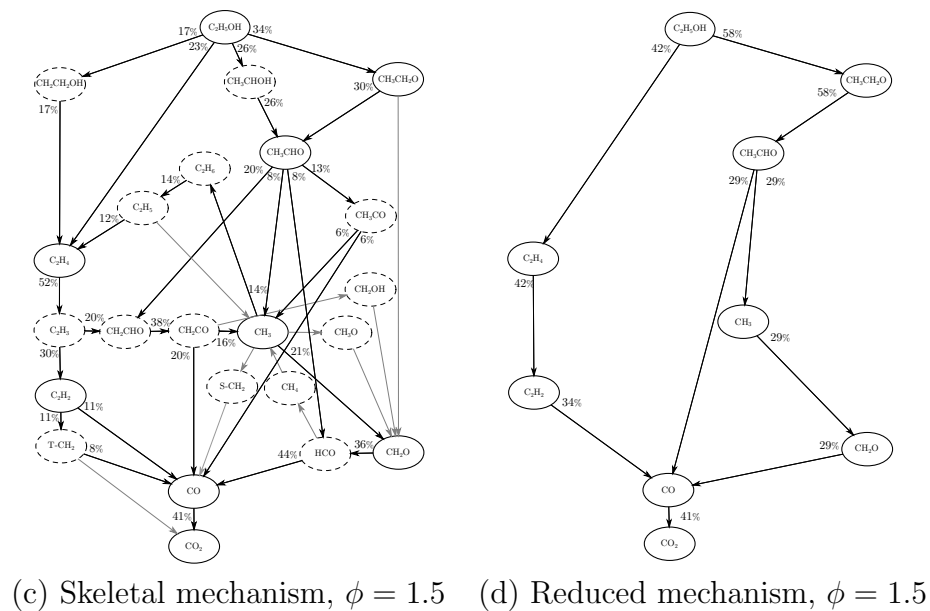 C₂H₅OH
17%
34%
23%
26%
CH₂CH₂OH
CH₃CHOH
CH₃CH₂O
17%
26%
30%
CH₃CHO
20%
8%
8%
13%
C₂H₆
14%
C₂H₅
12%
CH₃CO
6%
6%
C₂H₄
52%
14%
CH₂OH
C₂H₃
20%
CH₂CHO
38%
CH₂CO
16%
CH₃
CH₃O
30%
20%
21%
S-CH₂
CH₄
C₂H₂
11%
11%
T-CH₂
8%
44%
HCO
36%
CH₂O
CO
41%
CO₂
(c) Skeletal mechanism, ϕ = 1.5
C₂H₅OH
42%
58%
CH₃CH₂O
58%
CH₃CHO
29%
29%
C₂H₄
42%
CH₃
29%
C₂H₂
34%
CH₂O
29%
CO
41%
CO₂
(d) Reduced mechanism, ϕ = 1.5